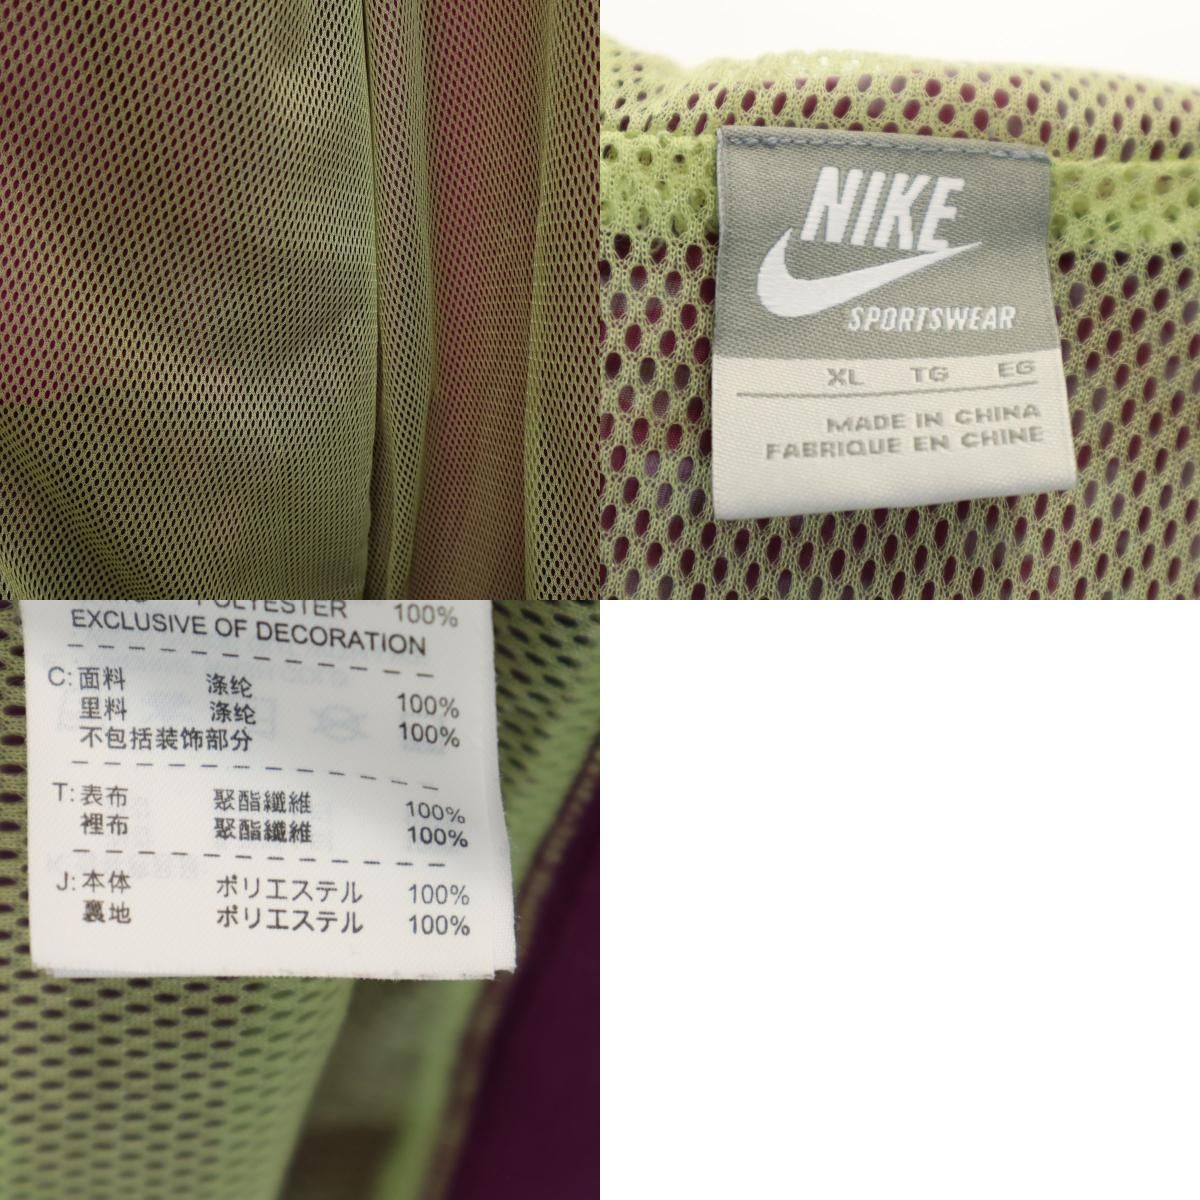 NIKE
SPORTSWEAR
XL TG EG
MADE IN CHINA
FABRIQUE EN CHINE
POLYESTER 100%
EXCLUSIVE OF DECORATION
C: 面料 涤纶 100%
里料 涤纶 100%
不包括装饰部分
T: 表布 聚酯纖維 100%
裡布 聚酯纖維 100%
J: 本体 ポリエステル 100%
裏地 ポリエステル 100%